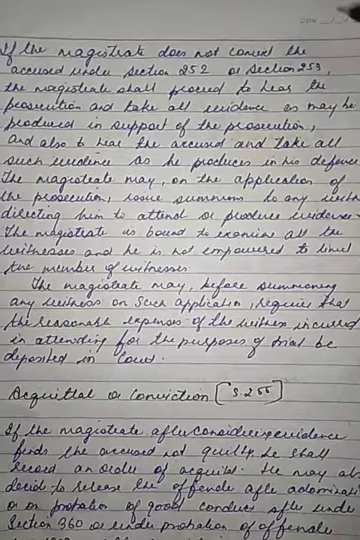 If the magistrate does not convict the
accused under section 252 or section 253,
the magistrate shall proceed to hear the
prosecution and take all evidence as may be
produced in support of the prosecution,
and also to hear the accused and take all
such evidence as he produces in his defence
The magistrate may, on the application of
the prosecution, issue summons to any
directing him to attend or produce evidence.
The magistrate is bound to examine all the
witnesses and he is not empowered to limit
the number of witnesses
The magistrate may, before summoning
any witness on such application, require that
the reasonable expenses of the witness incurred
in attending for the purposes of trial be
deposited in Court.
Acquittal or Conviction [S.255]
If the magistrate after considering evidence
finds the accused not guilty, he shall
record an order of acquittal. He may
decide to release the offender after
or on probation of good conduct after under
Section 360 or under probation of offende